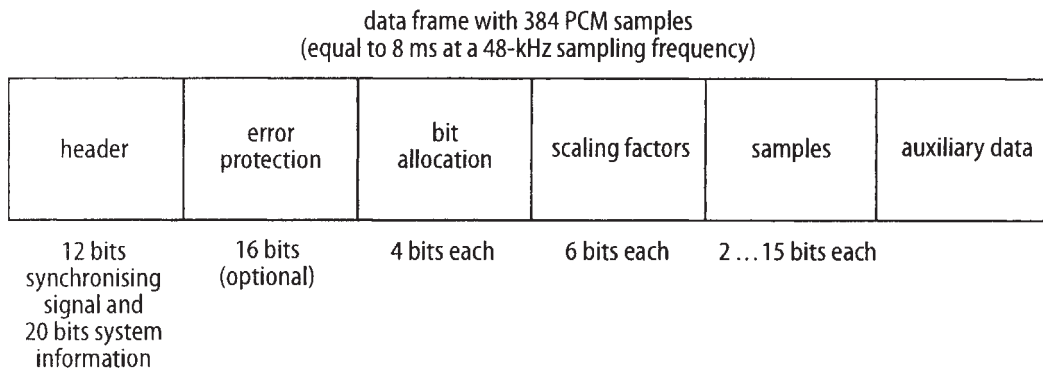 data frame with 384 PCM samples
(equal to 8 ms at a 48-kHz sampling frequency)
header
error
protection
bit
allocation
scaling factors
samples
auxiliary data
12 bits
synchronising
signal and
20 bits system
information
16 bits
(optional)
4 bits each
6 bits each
2 ... 15 bits each